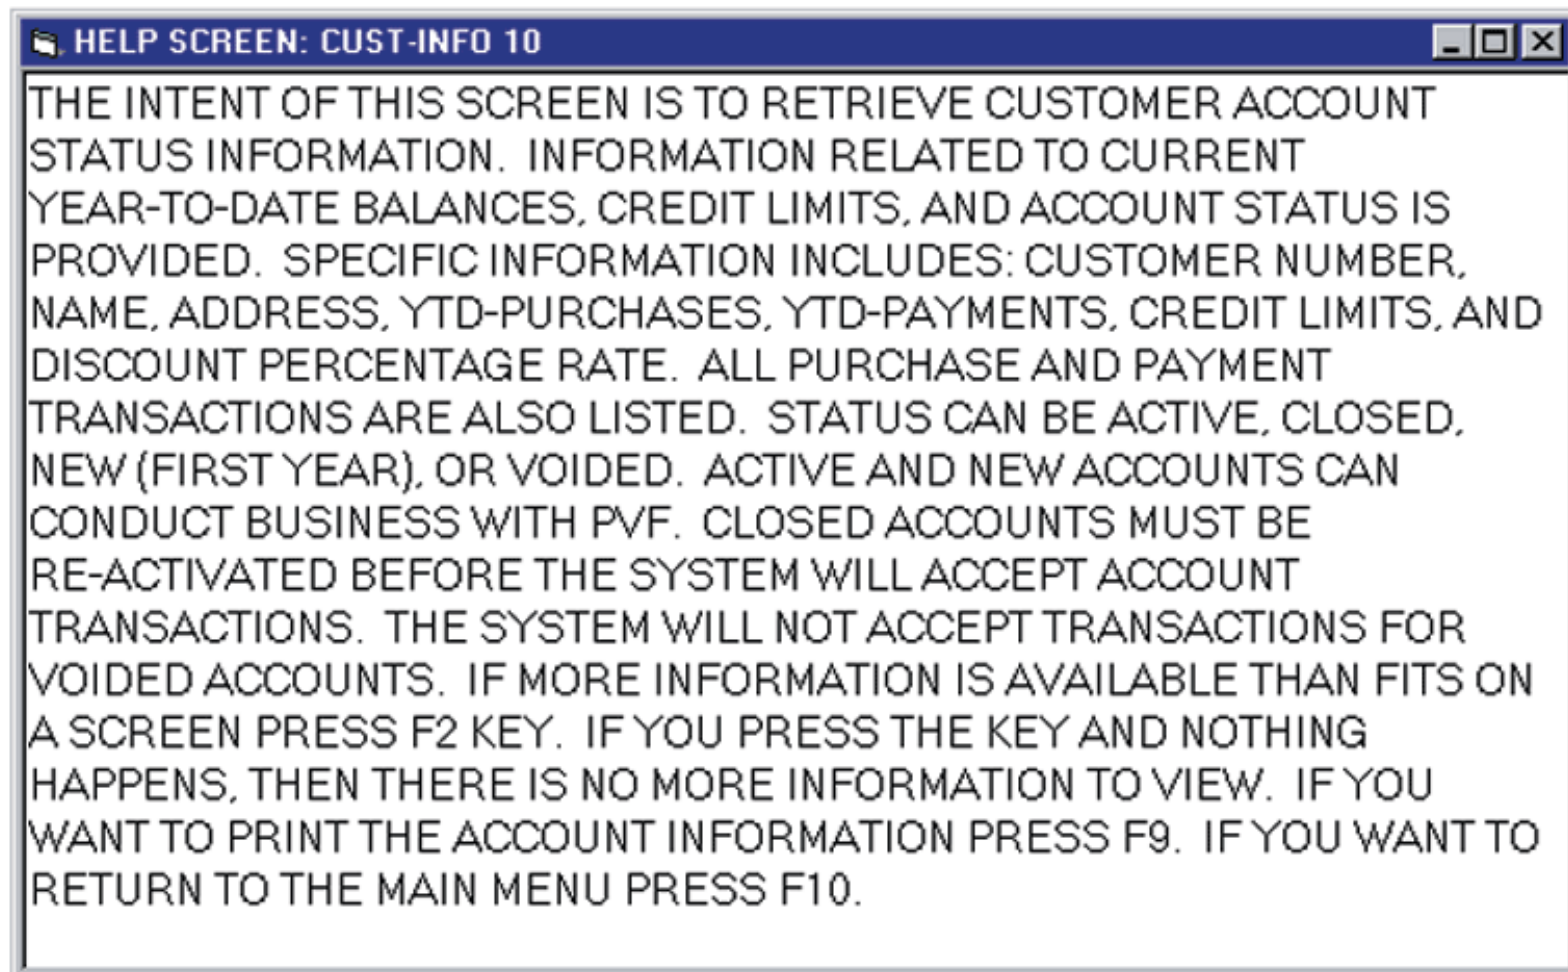 HELP SCREEN: CUST-INFO 10
THE INTENT OF THIS SCREEN IS TO RETRIEVE CUSTOMER ACCOUNT
STATUS INFORMATION.  INFORMATION RELATED TO CURRENT
YEAR-TO-DATE BALANCES, CREDIT LIMITS, AND ACCOUNT STATUS IS
PROVIDED.  SPECIFIC INFORMATION INCLUDES: CUSTOMER NUMBER,
NAME, ADDRESS, YTD-PURCHASES, YTD-PAYMENTS, CREDIT LIMITS, AND
DISCOUNT PERCENTAGE RATE.  ALL PURCHASE AND PAYMENT
TRANSACTIONS ARE ALSO LISTED.  STATUS CAN BE ACTIVE, CLOSED,
NEW (FIRST YEAR), OR VOIDED.  ACTIVE AND NEW ACCOUNTS CAN
CONDUCT BUSINESS WITH PVF.  CLOSED ACCOUNTS MUST BE
RE-ACTIVATED BEFORE THE SYSTEM WILL ACCEPT ACCOUNT
TRANSACTIONS.  THE SYSTEM WILL NOT ACCEPT TRANSACTIONS FOR
VOIDED ACCOUNTS.  IF MORE INFORMATION IS AVAILABLE THAN FITS ON
A SCREEN PRESS F2 KEY.  IF YOU PRESS THE KEY AND NOTHING
HAPPENS, THEN THERE IS NO MORE INFORMATION TO VIEW.  IF YOU
WANT TO PRINT THE ACCOUNT INFORMATION PRESS F9.  IF YOU WANT TO
RETURN TO THE MAIN MENU PRESS F10.